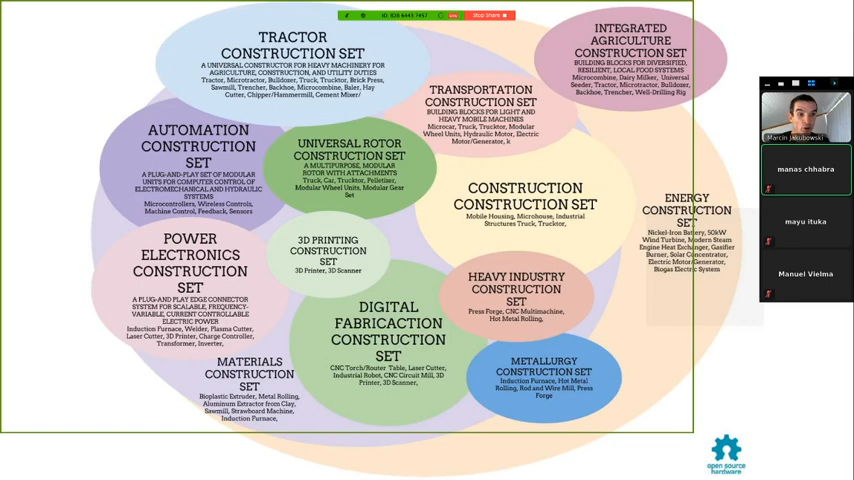 ID: 828 6443 7457
Stop Share
TRACTOR
CONSTRUCTION SET
A UNIVERSAL CONSTRUCTOR FOR HEAVY MACHINERY FOR
AGRICULTURE, CONSTRUCTION, AND UTILITY DUTIES
Tractor, Microtractor, Bulldozer, Truck, Trucktor, Brick Press,
Sawmill, Trencher, Backhoe, Microcombine, Baler, Hay
Cutter, Chipper/Hammermill, Cement Mixer/
INTEGRATED
AGRICULTURE
CONSTRUCTION SET
BUILDING BLOCKS FOR DIVERSIFIED,
RESILIENT, LOCAL FOOD SYSTEMS
Microcombine, Dairy Milker, Universal
Seeder, Tractor, Microtractor, Bulldozer,
Backhoe, Trencher, Well-Drilling Rig
TRANSPORTATION
CONSTRUCTION SET
BUILDING BLOCKS FOR LIGHT AND
HEAVY MOBILE MACHINES
Microcar, Truck, Trucktor, Modular
Wheel Units, Hydraulic Motor, Electric
Motor/Generator, k
AUTOMATION
CONSTRUCTION
SET
A PLUG-AND-PLAY SET OF MODULAR
UNITS FOR COMPUTER CONTROL OF
ELECTROMECHANICAL AND HYDRAULIC
SYSTEMS
Microcontrollers, Wireless Controls,
Machine Control, Feedback, Sensors
UNIVERSAL ROTOR
CONSTRUCTION SET
A MULTIPURPOSE, MODULAR
ROTOR WITH ATTACHMENTS
Truck, Car, Trucktor, Pelletizer,
Modular Wheel Units, Modular Gear
Set
CONSTRUCTION
CONSTRUCTION SET
Mobile Housing, Microhouse, Industrial
Structures Truck, Trucktor,
ENERGY
CONSTRUCTION
SET
Nickel-Iron Battery, 50kW
Wind Turbine, Modern Steam
Engine Heat Exchanger, Gasifier
Burner, Solar Concentrator,
Electric Motor/Generator,
Biogas Electric System
3D PRINTING
CONSTRUCTION
SET
3D Printer, 3D Scanner
POWER
ELECTRONICS
CONSTRUCTION
SET
A PLUG-AND PLAY EDGE CONNECTOR
SYSTEM FOR SCALABLE, FREQUENCY-
VARIABLE, CURRENT CONTROLLABLE
ELECTRIC POWER
Induction Furnace, Welder, Plasma Cutter,
Laser Cutter, 3D Printer, Charge Controller,
Transformer, Inverter,
HEAVY INDUSTRY
CONSTRUCTION
SET
Press Forge, CNC Multimachine,
Hot Metal Rolling,
DIGITAL
FABRICACTION
CONSTRUCTION
SET
CNC Torch/Router Table, Laser Cutter,
Industrial Robot, CNC Circuit Mill, 3D
Printer, 3D Scanner,
METALLURGY
CONSTRUCTION SET
Induction Furnace, Hot Metal
Rolling, Rod and Wire Mill, Press
Forge
MATERIALS
CONSTRUCTION
SET
Bioplastic Extruder, Metal Rolling,
Aluminum Extractor from Clay,
Sawmill, Strawboard Machine,
Induction Furnace,
open source
hardware
Marcin Jakubowski
manas chhabra
mayu ituka
Manuel Vielma